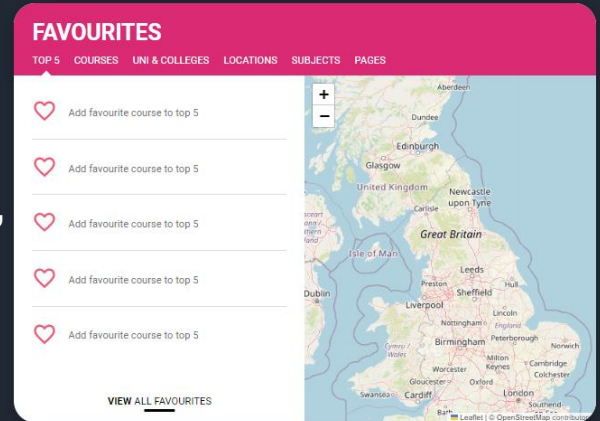 FAVOURITES
TOP 5 COURSES UNI & COLLEGES LOCATIONS SUBJECTS PAGES
Add favourite course to top 5
Add favourite course to top 5
Add favourite course to top 5
Add favourite course to top 5
Add favourite course to top 5
VIEW ALL FAVOURITES
+
−
Aberdeen
Dundee
Edinburgh
Glasgow
United Kingdom
Newcastle
upon Tyne
Carlisle
Great Britain
Isle of Man
Leeds
Preston
Hull
Sheffield
Dublin
Liverpool
Lincoln
Nottingham
England
Peterborough
Norwich
Birmingham
Cymru /
Wales
Milton
Keynes
Cambridge
Worcester
Colchester
Gloucester
Oxford
Swansea
Cardiff
London
Southend-
Bath
Leaflet | © OpenStreetMap contributor